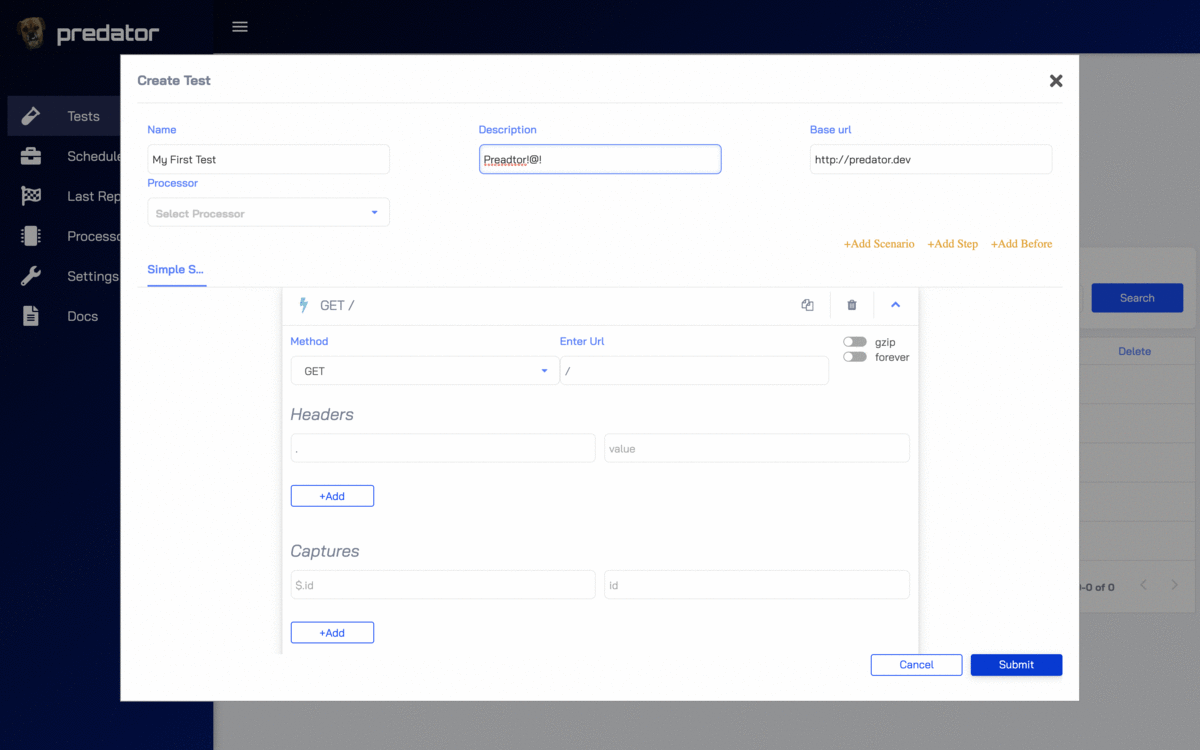 predator
Create Test
Tests
Schedule
Last Rep
Processo
Settings
Docs
Name
Description
Base url
My First Test
Preadtor!@!
http://predator.dev
Processor
Select Processor
+Add Scenario
+Add Step
+Add Before
Simple S...
GET /
Method
Enter Url
gzip
forever
GET
/
Headers
value
+Add
Captures
$.id
id
+Add
Cancel
Submit
Search
Delete
0-0 of 0